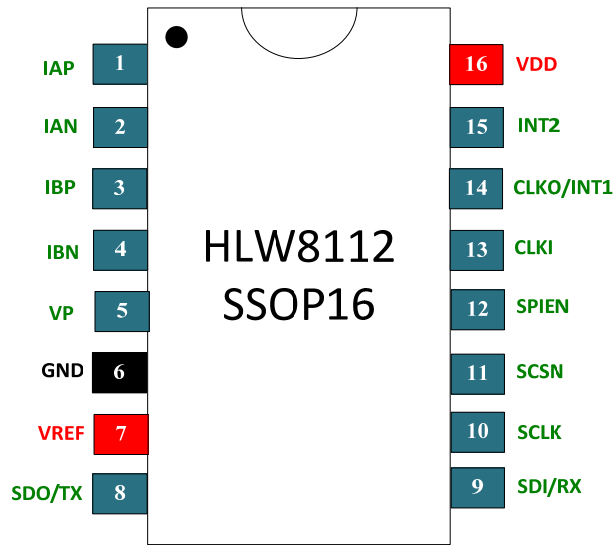 IAP 1 16 VDD
IAN 2 15 INT2
IBP 3 14 CLKO/INT1
IBN 4 13 CLKI
VP 5 12 SPIEN
GND 6 11 SCSN
VREF 7 10 SCLK
SDO/TX 8 9 SDI/RX
HLW8112
SSOP16